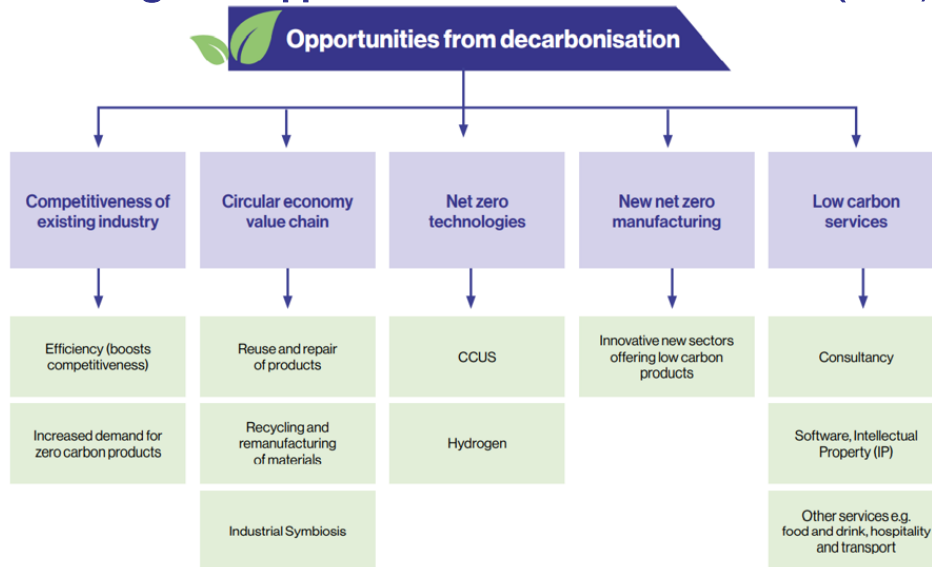 Opportunities from decarbonisation
Competitiveness of
existing industry
Circular economy
value chain
Net zero
technologies
New net zero
manufacturing
Low carbon
services
Efficiency (boosts
competitiveness)
Increased demand for
zero carbon products
Reuse and repair
of products
Recycling and
remanufacturing
of materials
Industrial Symbiosis
CCUS
Hydrogen
Innovative new sectors
offering low carbon
products
Consultancy
Software, Intellectual
Property (IP)
Other services e.g.
food and drink, hospitality
and transport